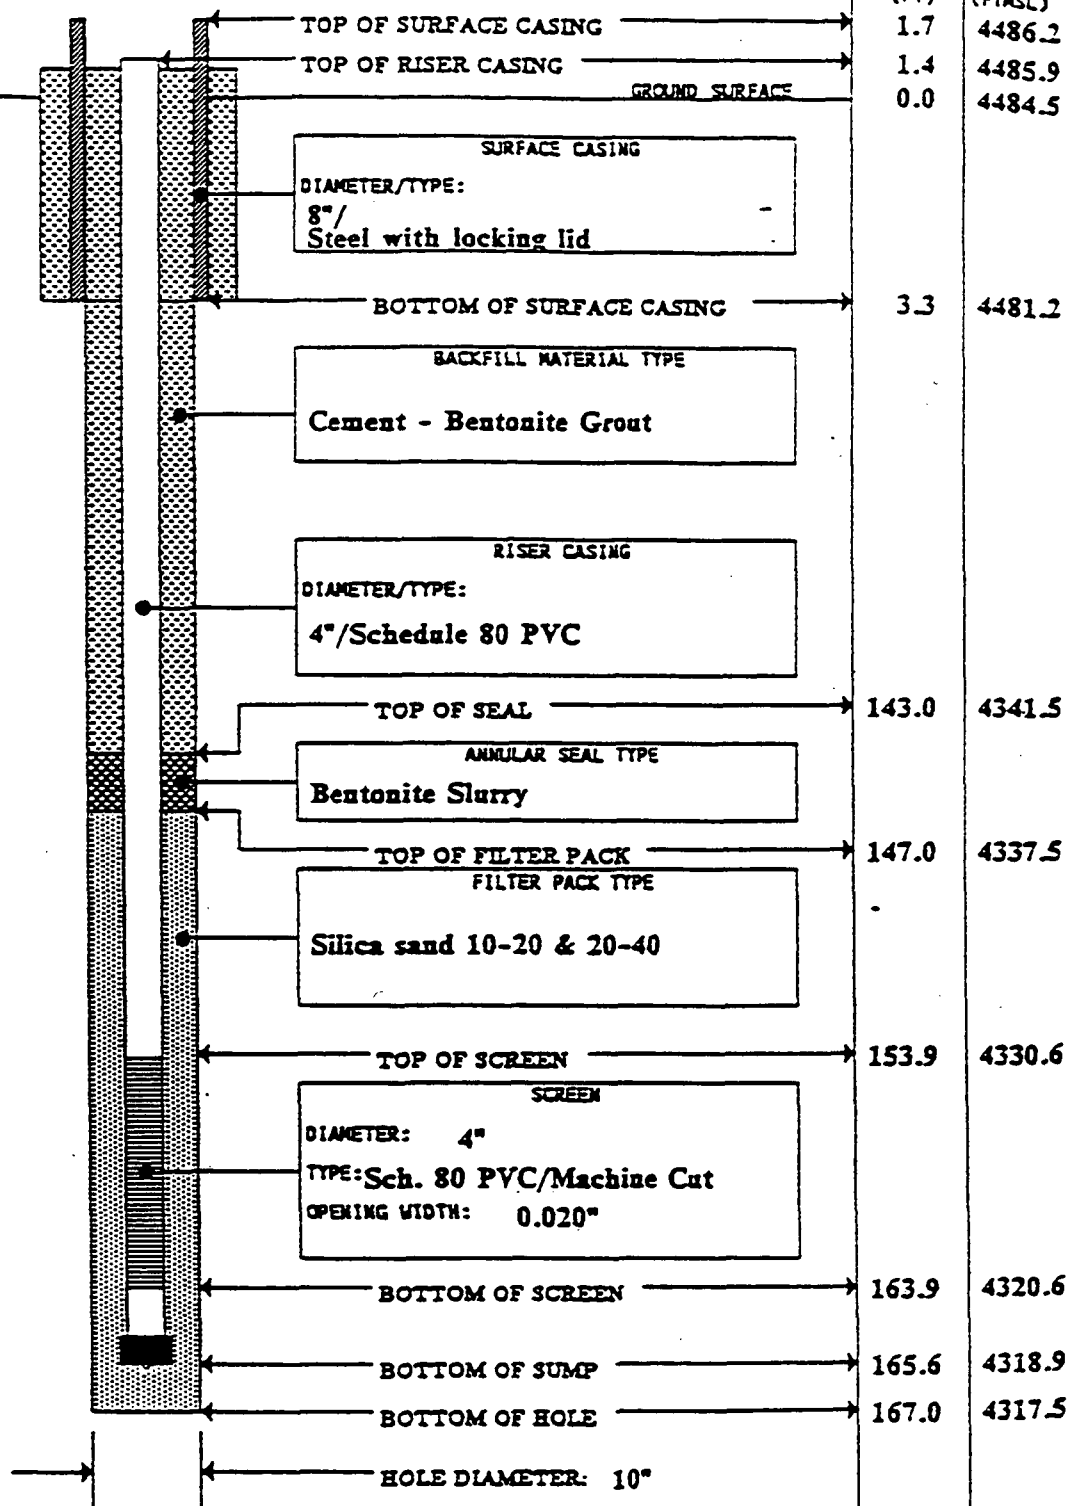 (FMSL)
TOP OF SURFACE CASING 1.7 4486.2
TOP OF RISER CASING 1.4 4485.9
GROUND SURFACE 0.0 4484.5
SURFACE CASING
DIAMETER/TYPE:
8"/
Steel with locking lid
BOTTOM OF SURFACE CASING 3.3 4481.2
BACKFILL MATERIAL TYPE
Cement - Bentonite Grout
RISER CASING
DIAMETER/TYPE:
4"/Schedule 80 PVC
TOP OF SEAL 143.0 4341.5
ANNULAR SEAL TYPE
Bentonite Slurry
TOP OF FILTER PACK 147.0 4337.5
FILTER PACK TYPE
Silica sand 10-20 & 20-40
TOP OF SCREEN 153.9 4330.6
SCREEN
DIAMETER: 4"
TYPE: Sch. 80 PVC/Machine Cut
OPENING WIDTH: 0.020"
BOTTOM OF SCREEN 163.9 4320.6
BOTTOM OF SUMP 165.6 4318.9
BOTTOM OF HOLE 167.0 4317.5
HOLE DIAMETER: 10"